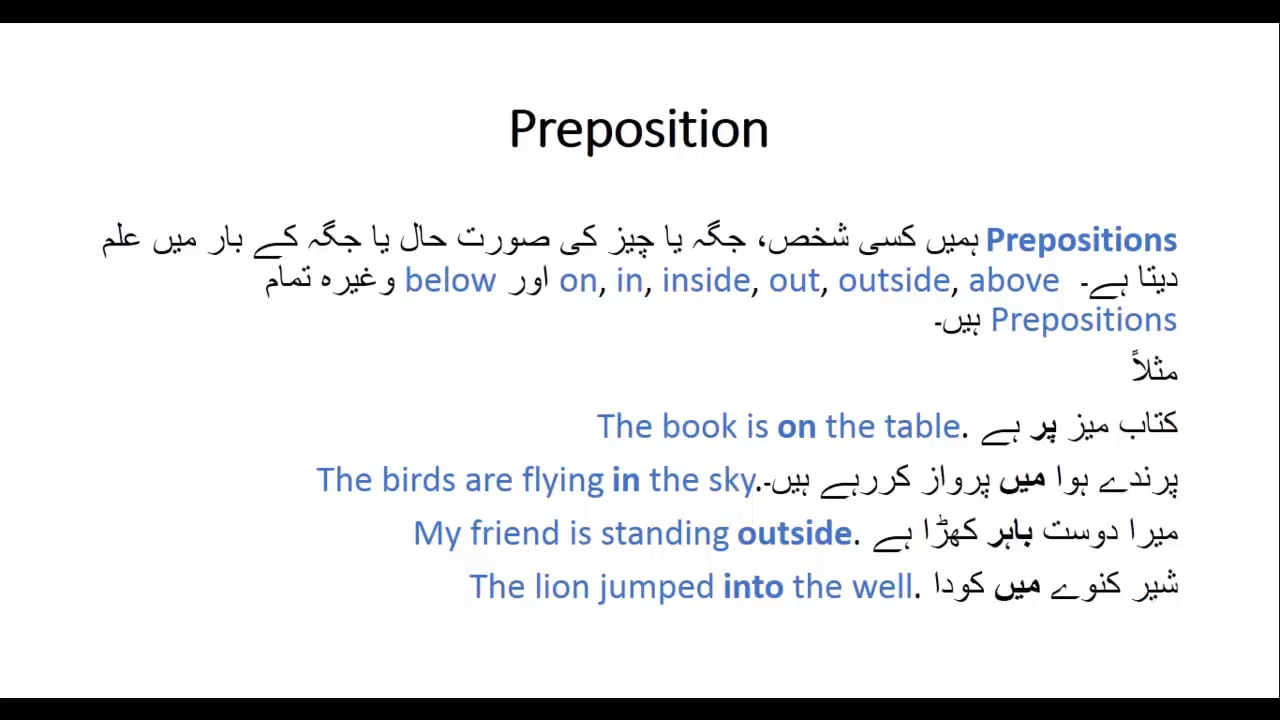 Preposition
Prepositions ہمیں کسی شخص، جگہ یا چیز کی صورت حال یا جگہ کے بار میں علم
دیتا ہے۔ on, in, inside, out, outside, above اور below وغیرہ تمام
Prepositions ہیں۔
مثلاً
کتاب میز پر ہے .The book is on the table
پرندے ہوا میں پرواز کررہے ہیں۔.The birds are flying in the sky
میرا دوست باہر کھڑا ہے .My friend is standing outside
شیر کنوے میں کودا .The lion jumped into the well